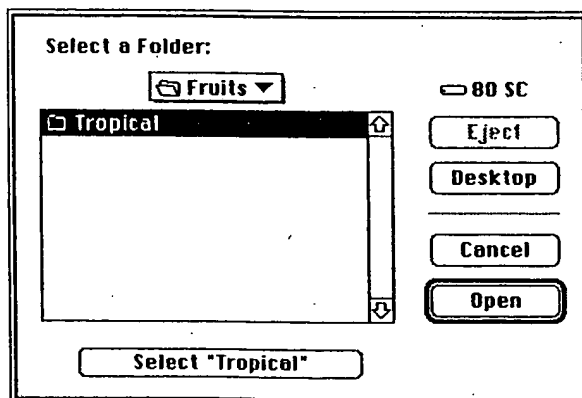 Select a Folder:
Fruits
80 SC
Tropical
Eject
Desktop
Cancel
Open
Select "Tropical"